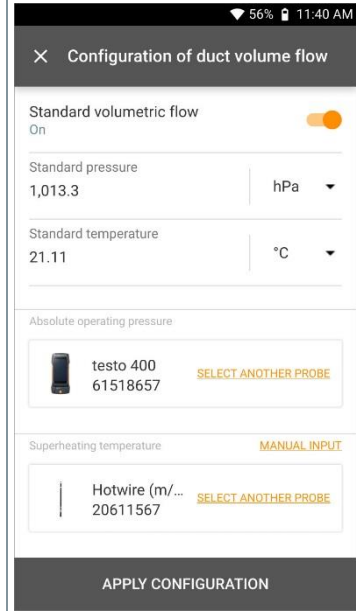 56% 11:40 AM
Configuration of duct volume flow
Standard volumetric flow
On
Standard pressure
1,013.3 hPa
Standard temperature
21.11 °C
Absolute operating pressure
testo 400
61518657
SELECT ANOTHER PROBE
Superheating temperature MANUAL INPUT
Hotwire (m/...
20611567
SELECT ANOTHER PROBE
APPLY CONFIGURATION